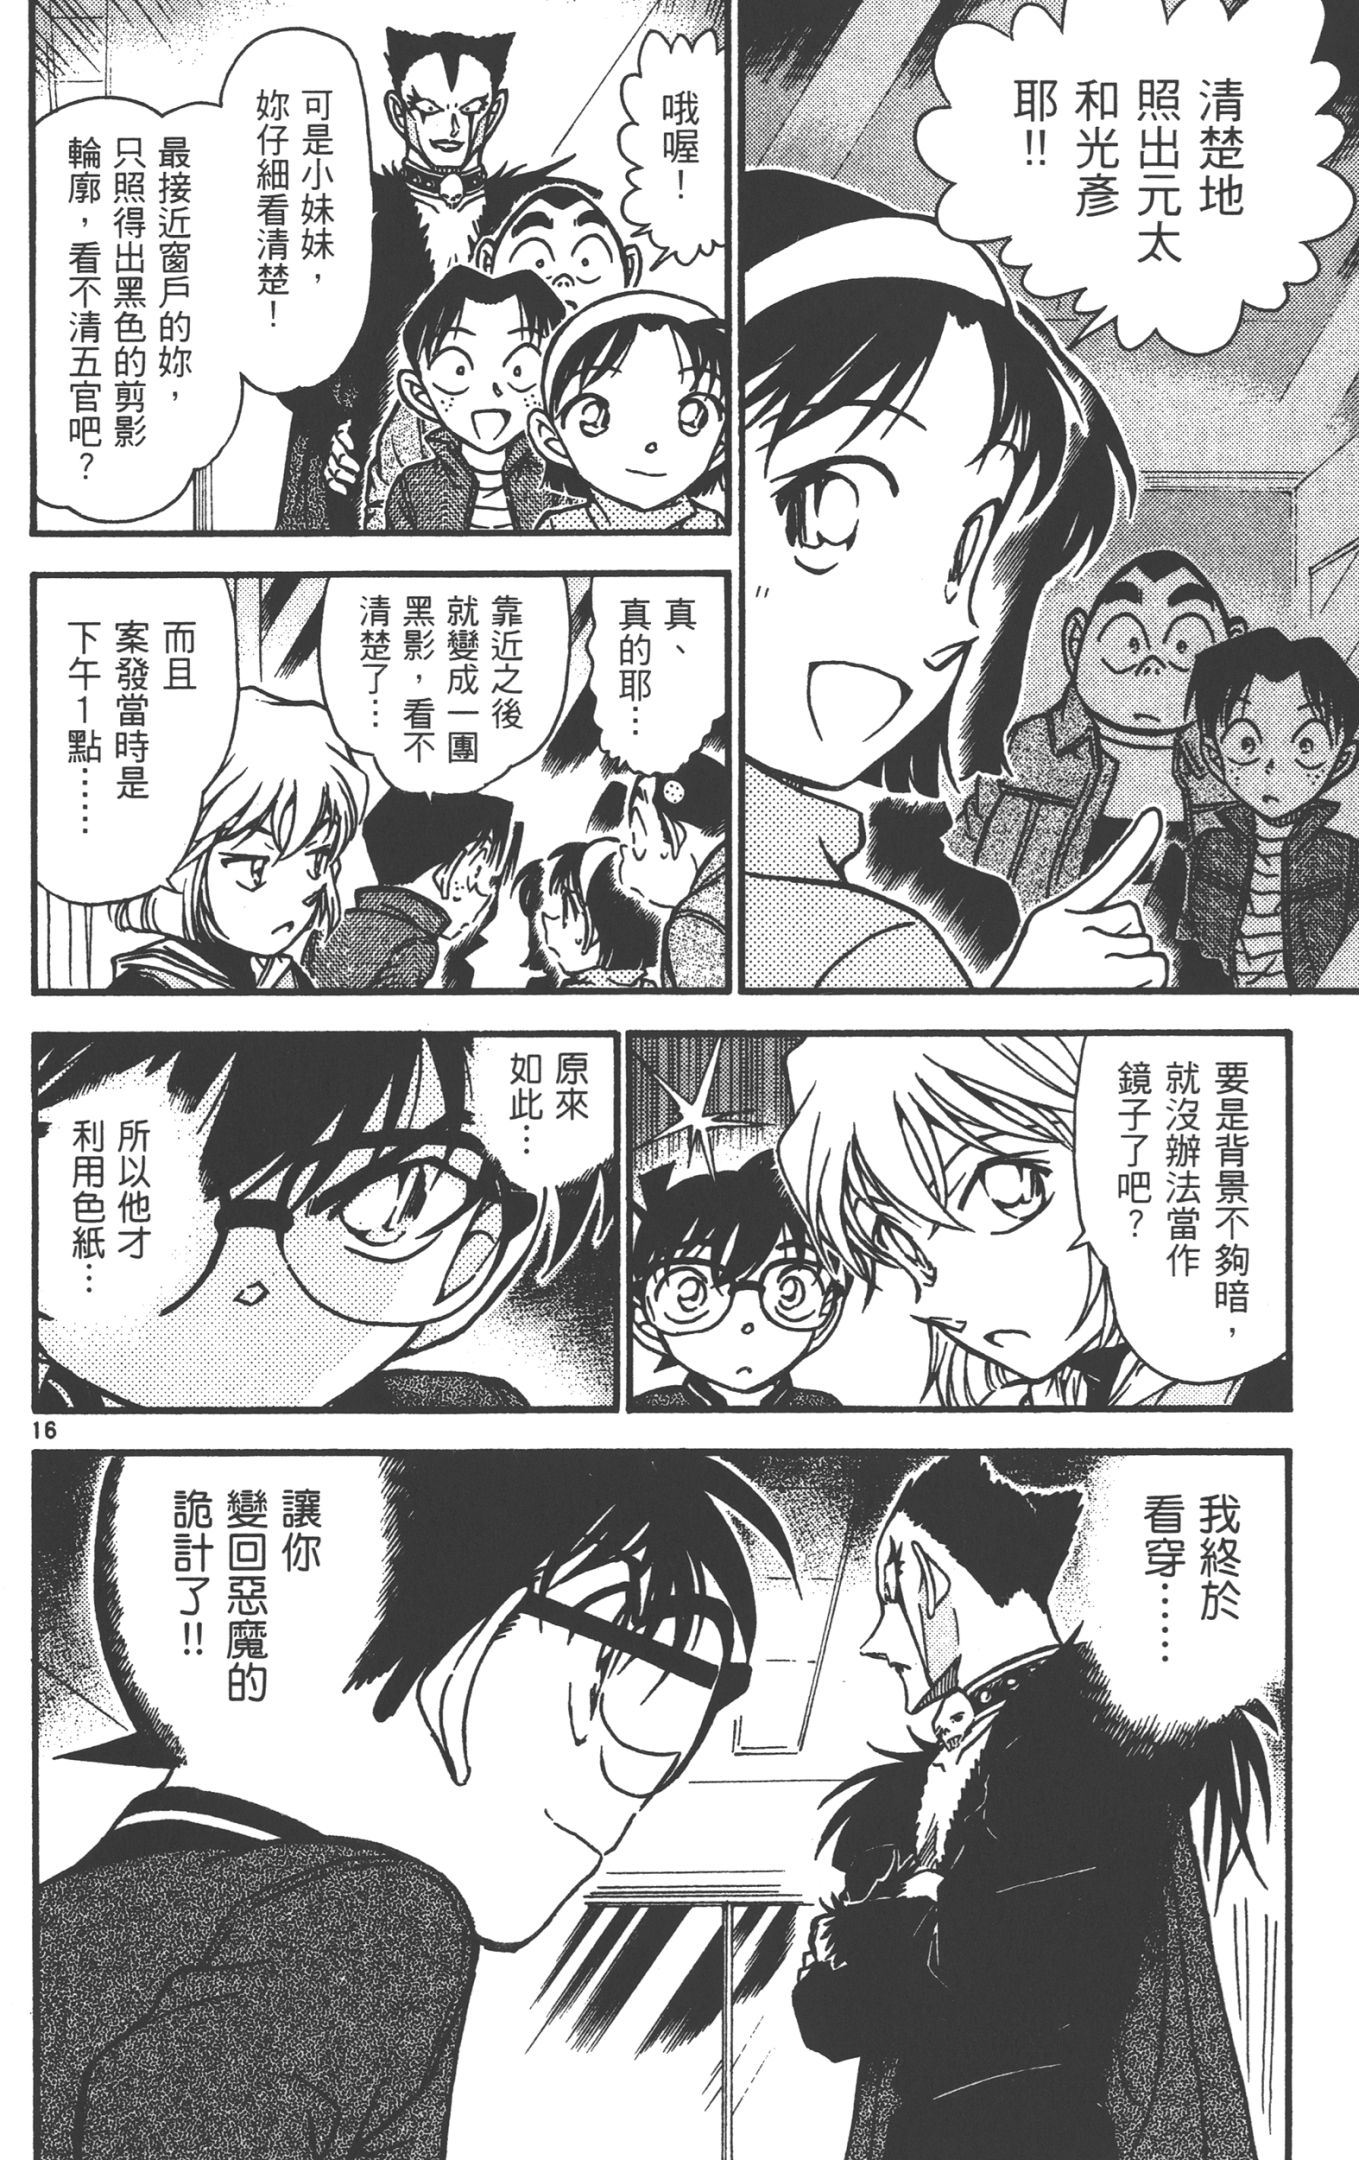 清楚地
照出元太
和光彥
耶!!
哦喔!
可是小妹妹，
妳仔細看清楚!
最接近窗戶的妳，
只照得出黑色的剪影
輪廓，看不清五官吧?
真、
真的耶…
靠近之後
就變成一團
黑影，看不
清楚了…
而且
案發當時是
下午1點……
要是背景不夠暗，
就沒辦法當作
鏡子了吧?
原來
如此…
所以他才
利用色紙…
16
我終於
看穿……
讓你
變回惡魔的
詭計了!!